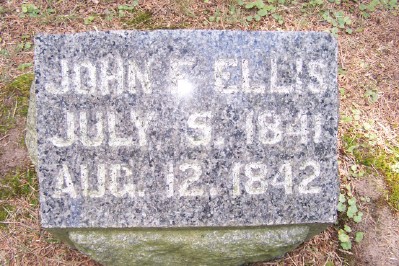 JOHN F. ELLIS
JULY. 5. 1841
AUG. 12. 1842